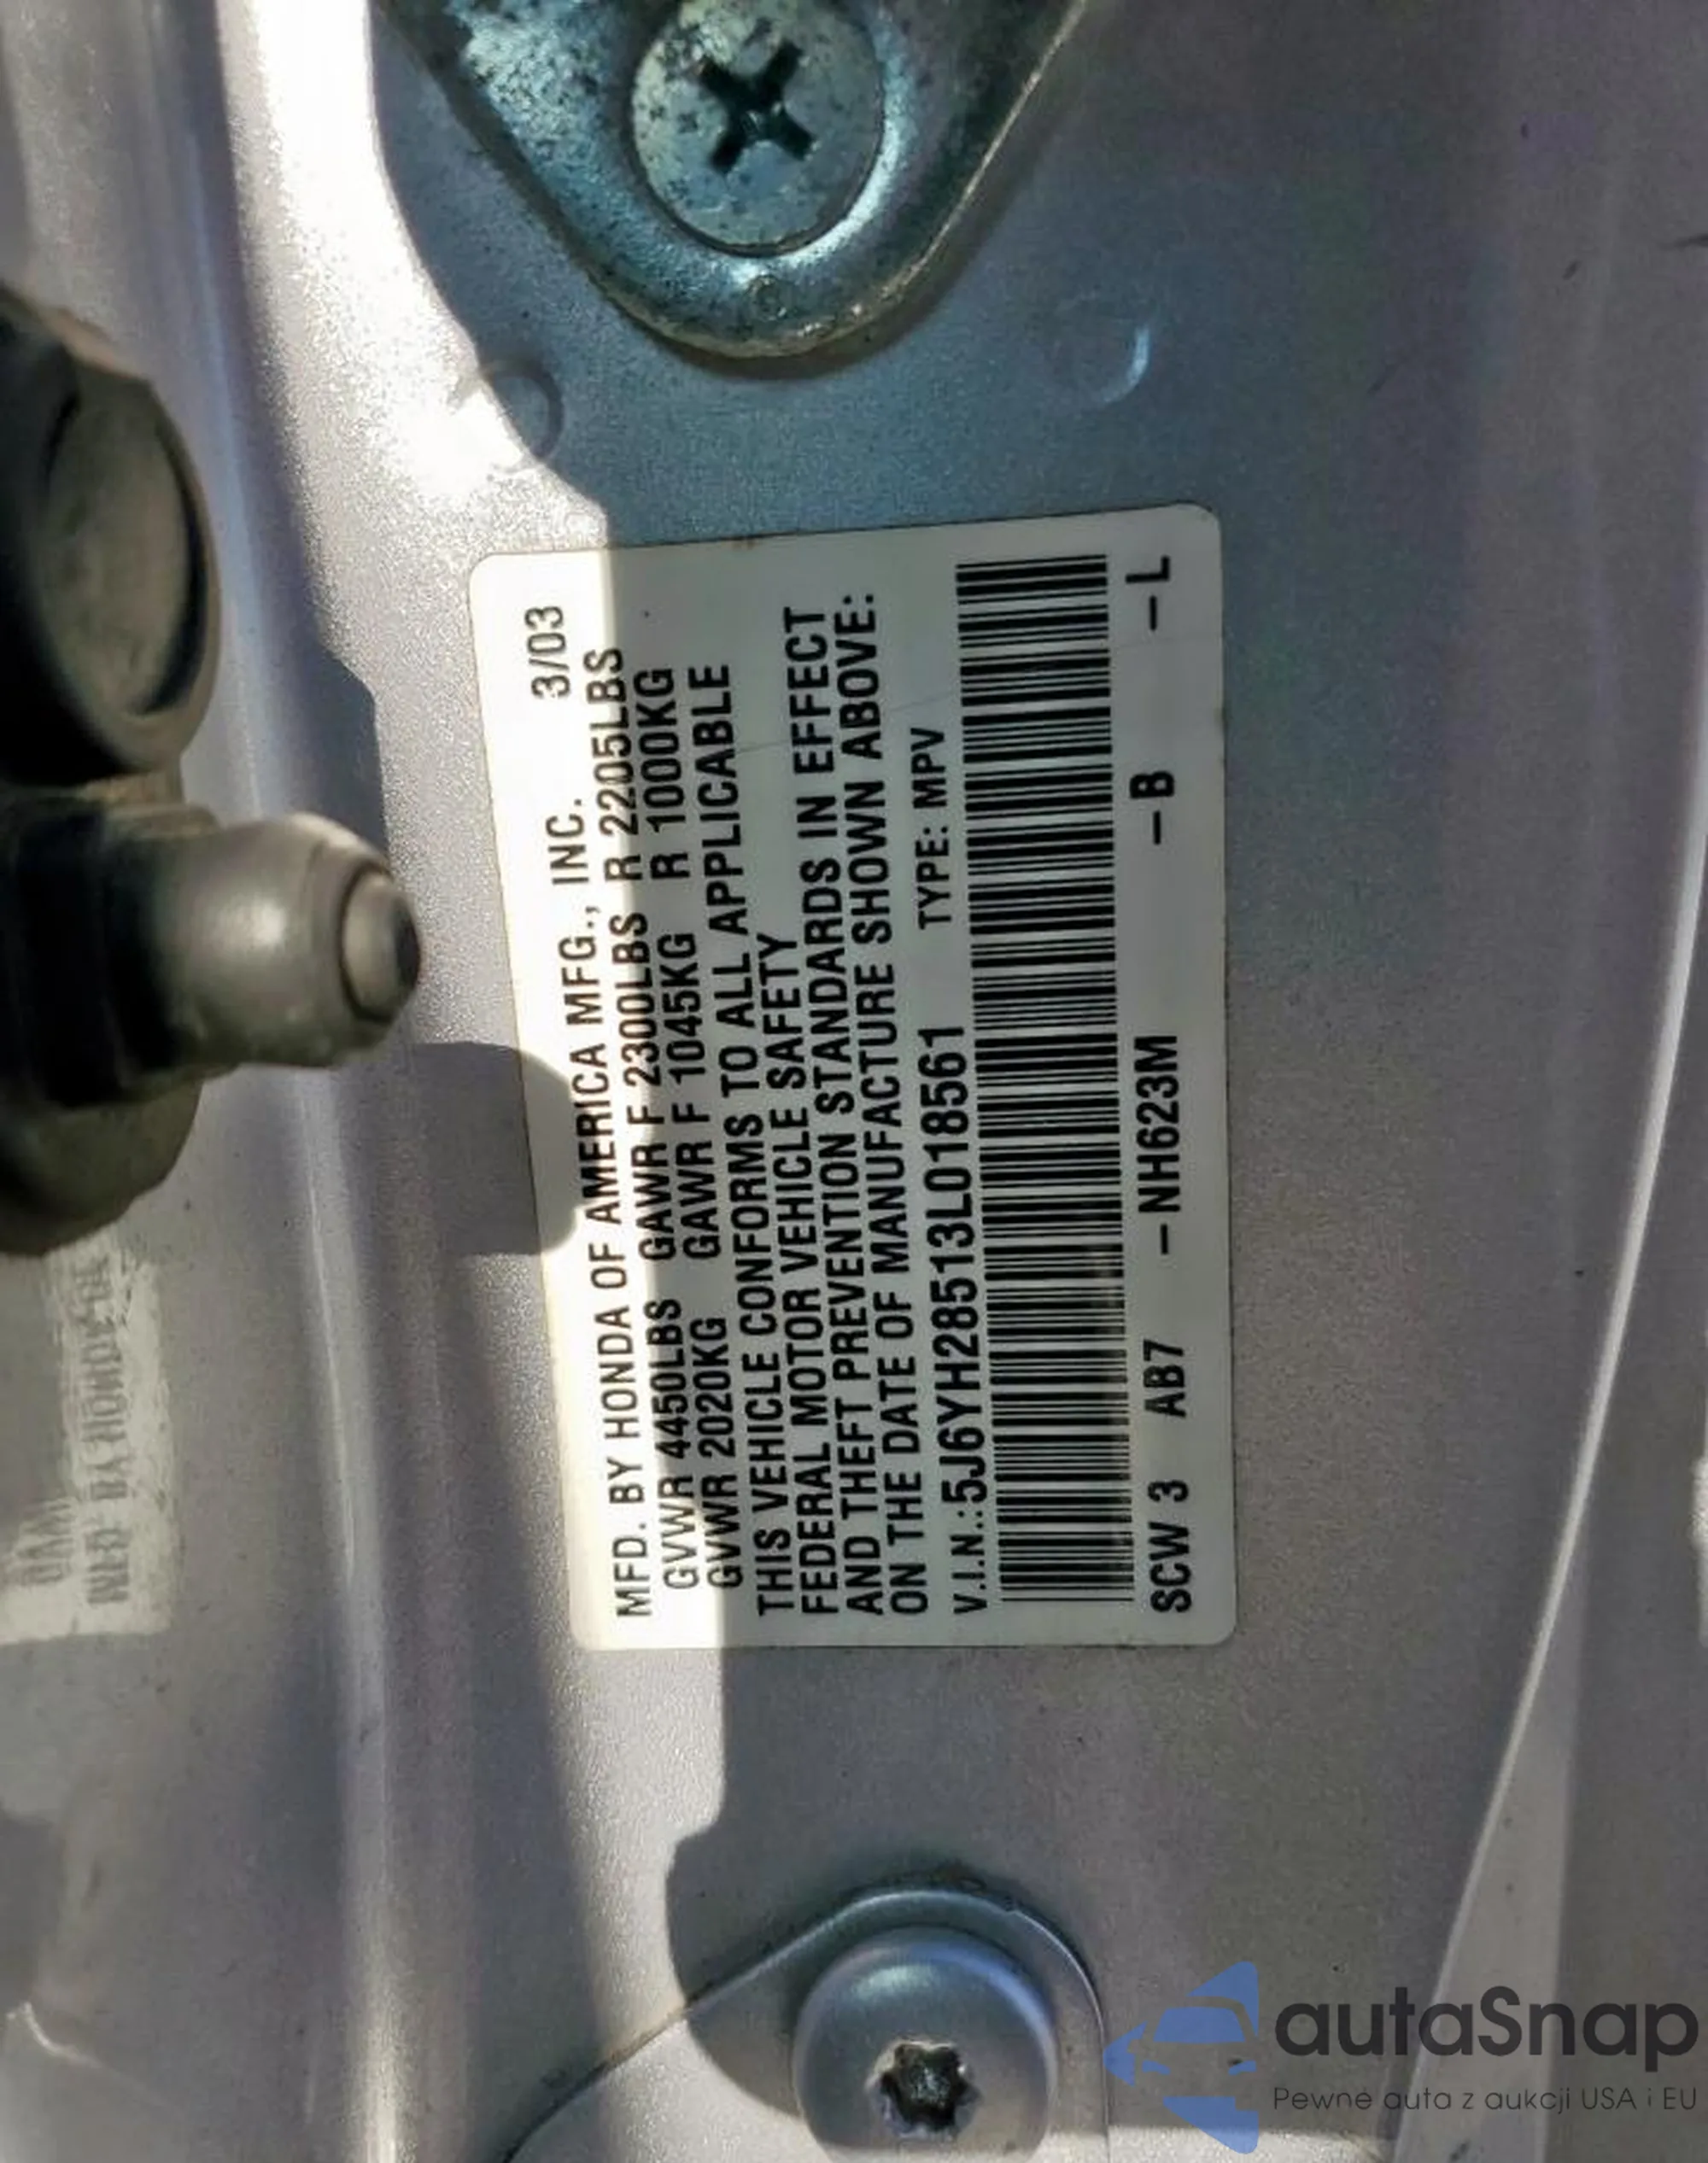 MFD. BY HONDA OF AMERICA MFG., INC. 3/03
GVWR 4450LBS GAWR F 2300LBS R 2205LBS
GVWR 2020KG GAWR F 1045KG R 1000KG
THIS VEHICLE CONFORMS TO ALL APPLICABLE
FEDERAL MOTOR VEHICLE SAFETY
AND THEFT PREVENTION STANDARDS IN EFFECT
ON THE DATE OF MANUFACTURE SHOWN ABOVE:
V.I.N.: 5J6YH28513L018561 TYPE: MPV
SCW 3 AB7 –NH623M –B –L
autaSnap
Pewne auta z aukcji USA i EU